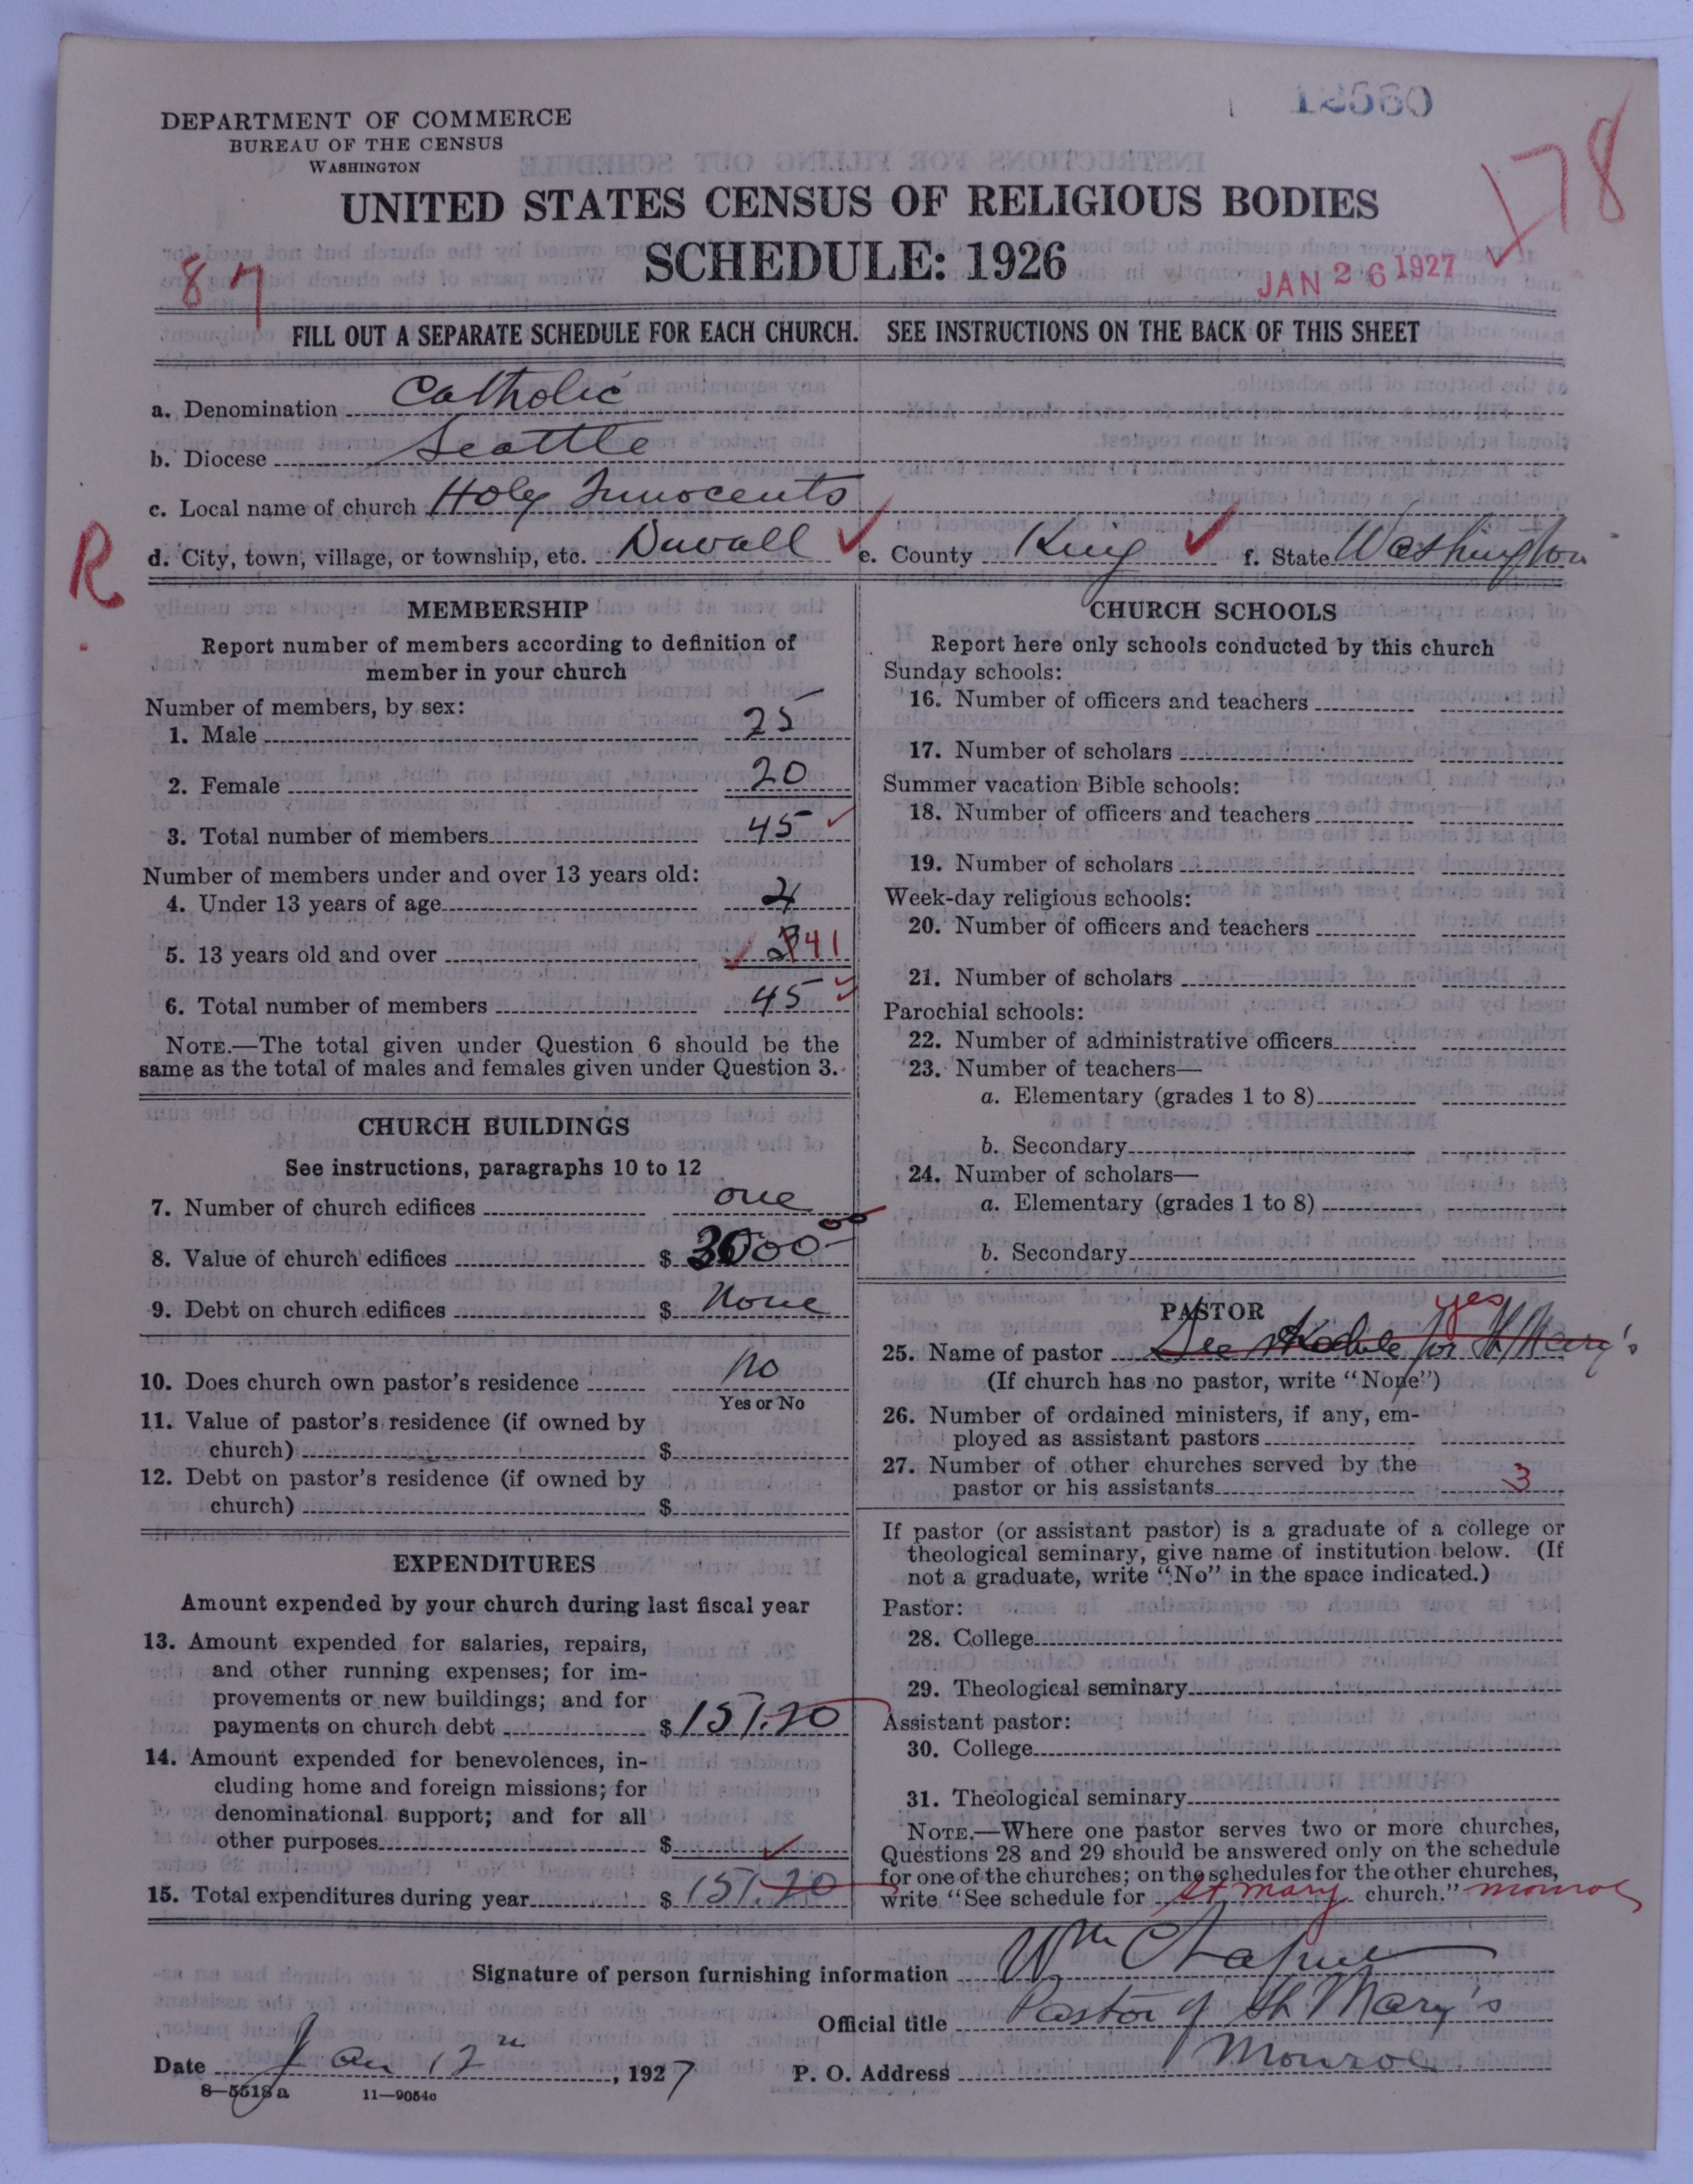 12560
DEPARTMENT OF COMMERCE
BUREAU OF THE CENSUS
WASHINGTON
178
UNITED STATES CENSUS OF RELIGIOUS BODIES
SCHEDULE: 1926
87
JAN 26 1927
FILL OUT A SEPARATE SCHEDULE FOR EACH CHURCH. SEE INSTRUCTIONS ON THE BACK OF THIS SHEET
a. Denomination Catholic
b. Diocese Seattle
c. Local name of church Holy Innocents
R
d. City, town, village, or township, etc. Duvall e. County King f. State Washington
MEMBERSHIP
Report number of members according to definition of
member in your church
Number of members, by sex:
1. Male 25
2. Female 20
3. Total number of members 45
Number of members under and over 13 years old:
4. Under 13 years of age 4
5. 13 years old and over 41
6. Total number of members 45
NOTE.—The total given under Question 6 should be the
same as the total of males and females given under Question 3.
CHURCH BUILDINGS
See instructions, paragraphs 10 to 12
7. Number of church edifices one
8. Value of church edifices $ 3000.00
9. Debt on church edifices $ none
10. Does church own pastor's residence no
Yes or No
11. Value of pastor's residence (if owned by
church) $
12. Debt on pastor's residence (if owned by
church) $
EXPENDITURES
Amount expended by your church during last fiscal year
13. Amount expended for salaries, repairs,
and other running expenses; for im-
provements or new buildings; and for
payments on church debt $ 151.20
14. Amount expended for benevolences, in-
cluding home and foreign missions; for
denominational support; and for all
other purposes $
15. Total expenditures during year $ 151.20
CHURCH SCHOOLS
Report here only schools conducted by this church
Sunday schools:
16. Number of officers and teachers
17. Number of scholars
Summer vacation Bible schools:
18. Number of officers and teachers
19. Number of scholars
Week-day religious schools:
20. Number of officers and teachers
21. Number of scholars
Parochial schools:
22. Number of administrative officers
23. Number of teachers—
a. Elementary (grades 1 to 8)
b. Secondary
24. Number of scholars—
a. Elementary (grades 1 to 8)
b. Secondary
PASTOR
yes
25. Name of pastor See schedule for St Mary's
(If church has no pastor, write "None")
26. Number of ordained ministers, if any, em-
ployed as assistant pastors
27. Number of other churches served by the
pastor or his assistants 3
If pastor (or assistant pastor) is a graduate of a college or
theological seminary, give name of institution below. (If
not a graduate, write "No" in the space indicated.)
Pastor:
28. College
29. Theological seminary
Assistant pastor:
30. College
31. Theological seminary
NOTE.—Where one pastor serves two or more churches,
Questions 28 and 29 should be answered only on the schedule
for one of the churches; on the schedules for the other churches,
write "See schedule for St Mary church." Monroe
Signature of person furnishing information Wm
Official title Pastor of St Mary's
Date Jan 12th, 1927 P. O. Address Monroe
8—5518a 11—9054c